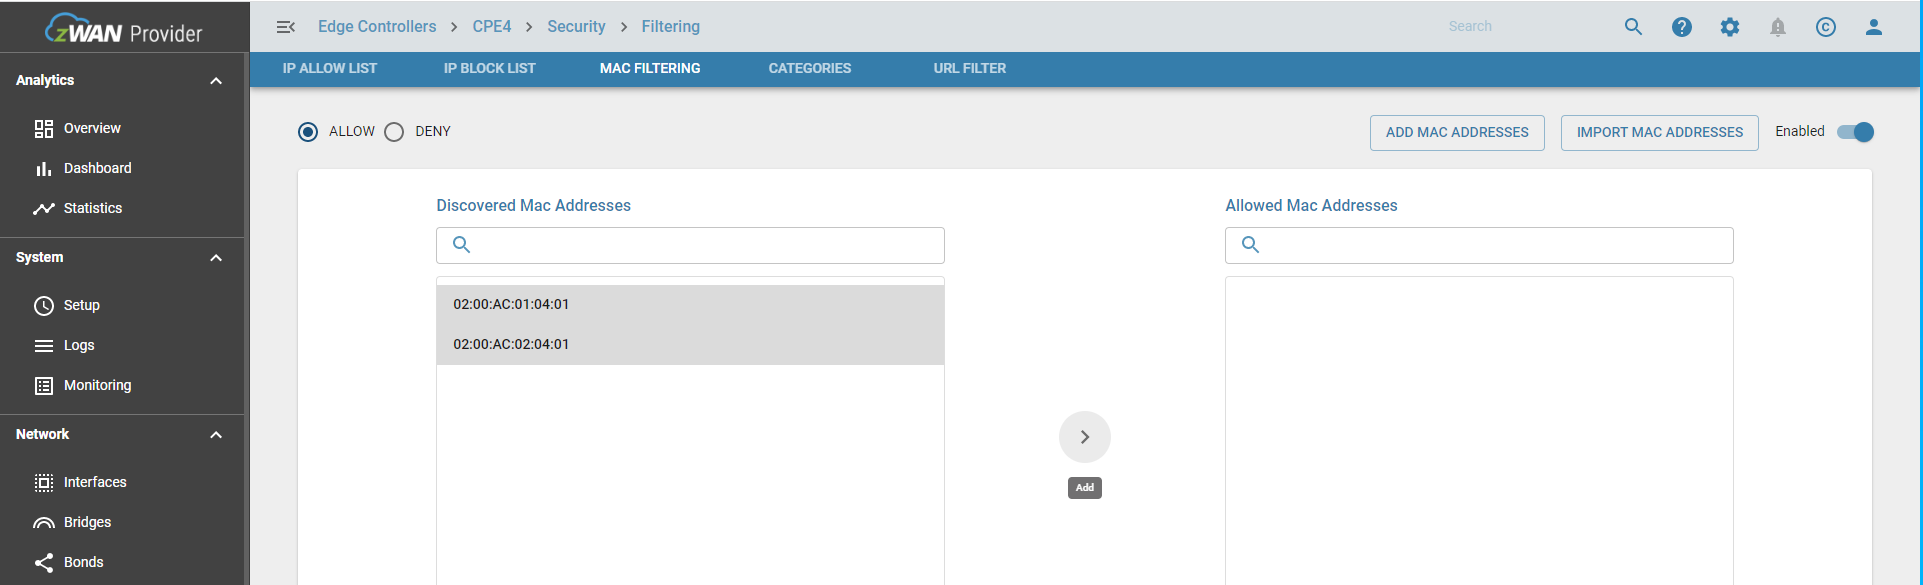 zWAN Provider
Edge Controllers > CPE4 > Security > Filtering
Search
IP ALLOW LIST
IP BLOCK LIST
MAC FILTERING
CATEGORIES
URL FILTER
Analytics
Overview
Dashboard
Statistics
System
Setup
Logs
Monitoring
Network
Interfaces
Bridges
Bonds
ALLOW
DENY
ADD MAC ADDRESSES
IMPORT MAC ADDRESSES
Enabled
Discovered Mac Addresses
02:00:AC:01:04:01
02:00:AC:02:04:01
Add
Allowed Mac Addresses